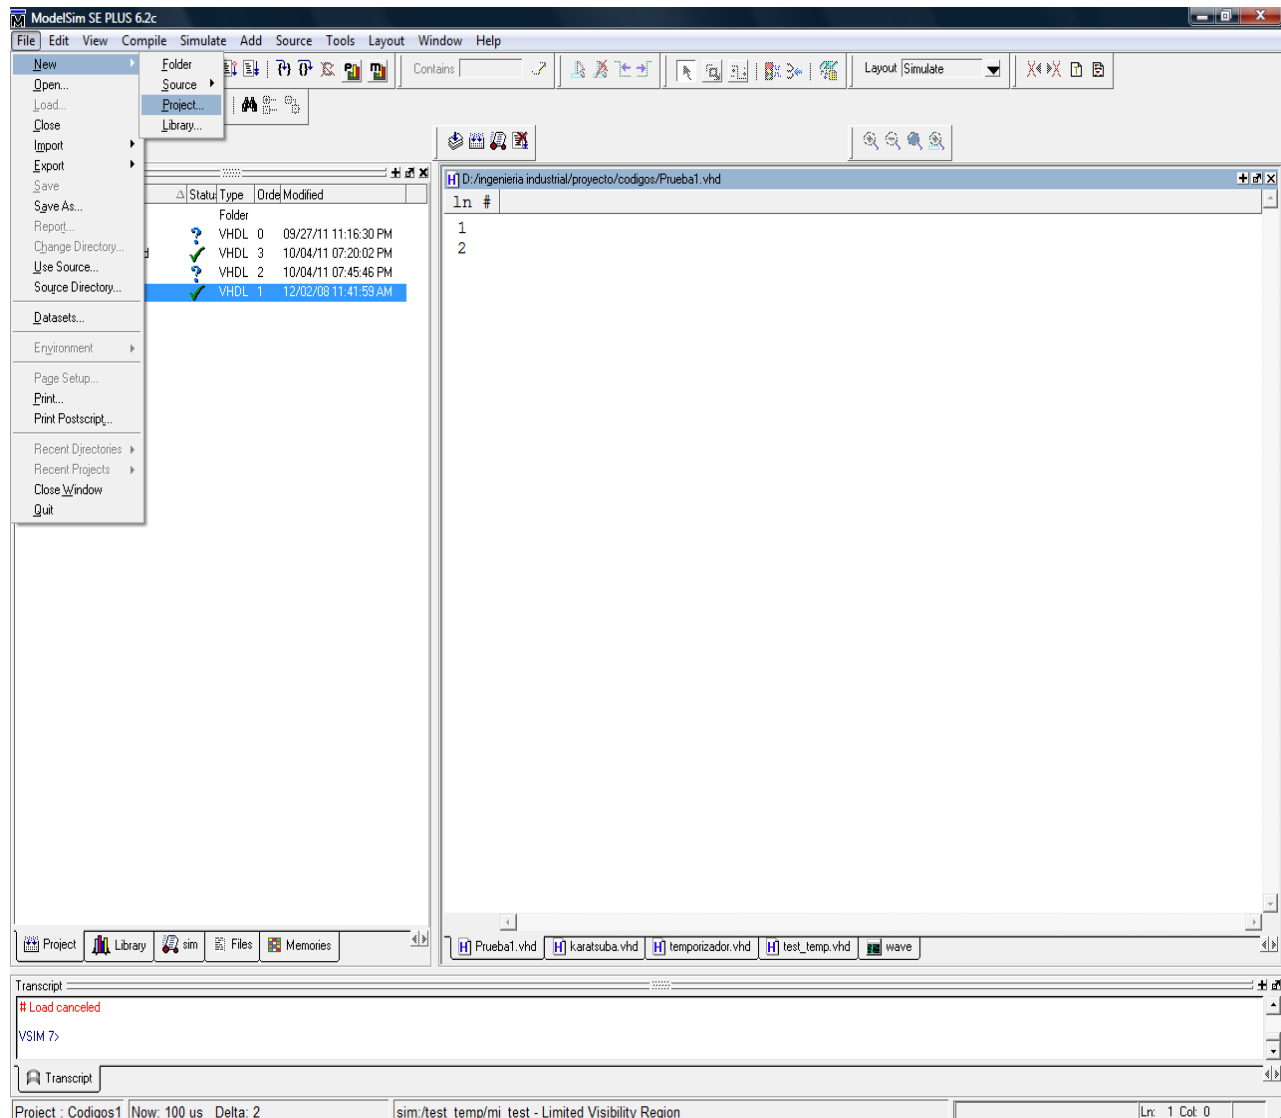 ModelSim SE PLUS 6.2c
File Edit View Compile Simulate Add Source Tools Layout Window Help
New
Open...
Load...
Close
Import
Export
Save
Save As...
Report...
Change Directory...
Use Source...
Source Directory...
Datasets...
Environment
Page Setup...
Print...
Print Postscript...
Recent Directories
Recent Projects
Close Window
Quit
Folder
Source
Project...
Library...
Contains
Layout Simulate
Statu Type Orde Modified
Folder
VHDL 0 09/27/11 11:16:30 PM
d VHDL 3 10/04/11 07:20:02 PM
VHDL 2 10/04/11 07:45:46 PM
VHDL 1 12/02/08 11:41:59 AM
Project Library sim Files Memories
D:/ingenieria industrial/proyecto/codigos/Prueba1.vhd
ln #
1
2
Prueba1.vhd karatsuba.vhd temporizador.vhd test_temp.vhd wave
Transcript
# Load canceled
VSIM 7>
Transcript
Project : Codigos1 Now: 100 us Delta: 2 sim:/test_temp/mi_test - Limited Visibility Region Ln: 1 Col: 0